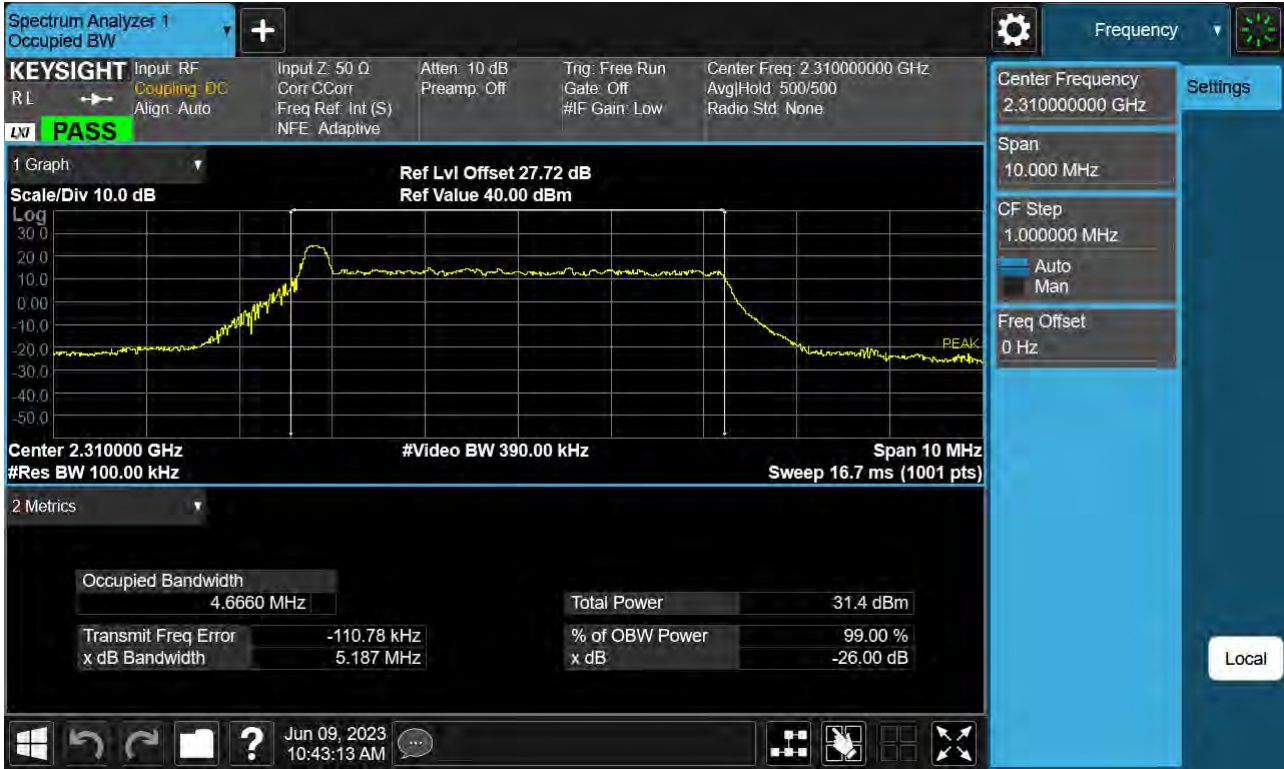 Spectrum Analyzer 1
Occupied BW
Frequency
KEYSIGHT
RL
LXI
PASS
Input: RF
Coupling: DC
Align: Auto
Input Z: 50 Ω
Corr CCorr
Freq Ref: Int (S)
NFE: Adaptive
Atten: 10 dB
Preamp: Off
Trig: Free Run
Gate: Off
#IF Gain: Low
Center Freq: 2.310000000 GHz
Avg|Hold: 500/500
Radio Std: None
Center Frequency
2.310000000 GHz
Settings
Span
10.000 MHz
CF Step
1.000000 MHz
Auto
Man
Freq Offset
0 Hz
Local
1 Graph
Scale/Div 10.0 dB
Ref Lvl Offset 27.72 dB
Ref Value 40.00 dBm
Log
30.0
20.0
10.0
0.00
-10.0
-20.0
-30.0
-40.0
-50.0
PEAK
Center 2.310000 GHz
#Video BW 390.00 kHz
Span 10 MHz
#Res BW 100.00 kHz
Sweep 16.7 ms (1001 pts)
2 Metrics
Occupied Bandwidth
4.6660 MHz
Total Power 31.4 dBm
Transmit Freq Error -110.78 kHz
% of OBW Power 99.00 %
x dB Bandwidth 5.187 MHz
x dB -26.00 dB
?
Jun 09, 2023
10:43:13 AM